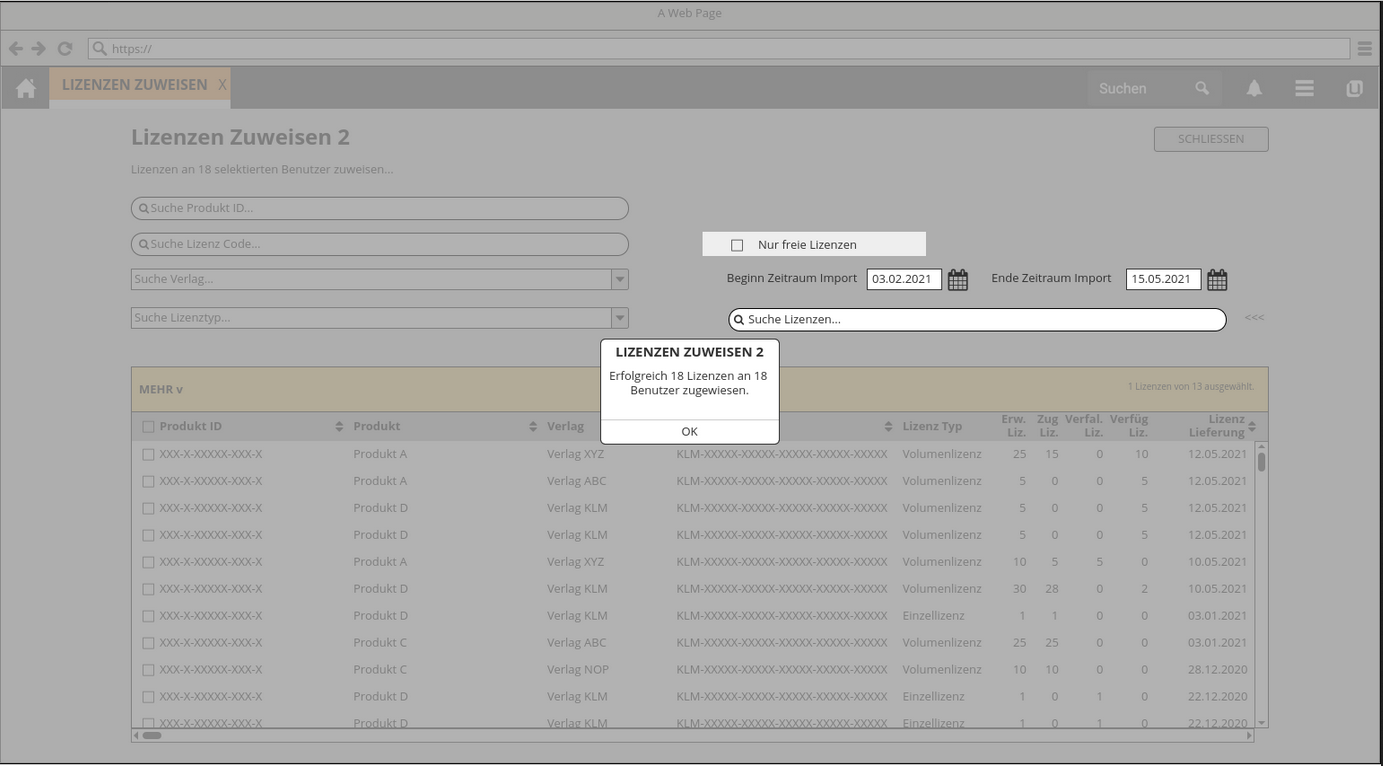 A Web Page
https://
LIZENZEN ZUWEISEN X
Suchen
Lizenzen Zuweisen 2
SCHLIESSEN
Lizenzen an 18 selektierten Benutzer zuweisen...
Suche Produkt ID...
Suche Lizenz Code...
Nur freie Lizenzen
Suche Verlag...
Beginn Zeitraum Import 03.02.2021 Ende Zeitraum Import 15.05.2021
Suche Lizenztyp...
Suche Lizenzen...
<<<
LIZENZEN ZUWEISEN 2
Erfolgreich 18 Lizenzen an 18
Benutzer zugewiesen.
OK
MEHR v
1 Lizenzen von 13 ausgewählt.
Produkt ID Produkt Verlag Lizenz Typ Erw. Liz. Zug Liz. Verfal. Liz. Verfüg Liz. Lizenz Lieferung
XXX-X-XXXXX-XXX-X Produkt A Verlag XYZ KLM-XXXXX-XXXXX-XXXXX-XXXXX-XXXXX Volumenlizenz 25 15 0 10 12.05.2021
XXX-X-XXXXX-XXX-X Produkt A Verlag ABC KLM-XXXXX-XXXXX-XXXXX-XXXXX-XXXXX Volumenlizenz 5 0 0 5 12.05.2021
XXX-X-XXXXX-XXX-X Produkt D Verlag KLM KLM-XXXXX-XXXXX-XXXXX-XXXXX-XXXXX Volumenlizenz 5 0 0 5 12.05.2021
XXX-X-XXXXX-XXX-X Produkt D Verlag KLM KLM-XXXXX-XXXXX-XXXXX-XXXXX-XXXXX Volumenlizenz 5 0 0 5 12.05.2021
XXX-X-XXXXX-XXX-X Produkt A Verlag XYZ KLM-XXXXX-XXXXX-XXXXX-XXXXX-XXXXX Volumenlizenz 10 5 5 0 10.05.2021
XXX-X-XXXXX-XXX-X Produkt D Verlag KLM KLM-XXXXX-XXXXX-XXXXX-XXXXX-XXXXX Volumenlizenz 30 28 0 2 10.05.2021
XXX-X-XXXXX-XXX-X Produkt D Verlag KLM KLM-XXXXX-XXXXX-XXXXX-XXXXX-XXXXX Einzellizenz 1 1 0 0 03.01.2021
XXX-X-XXXXX-XXX-X Produkt C Verlag ABC KLM-XXXXX-XXXXX-XXXXX-XXXXX-XXXXX Volumenlizenz 25 25 0 0 03.01.2021
XXX-X-XXXXX-XXX-X Produkt C Verlag NOP KLM-XXXXX-XXXXX-XXXXX-XXXXX-XXXXX Volumenlizenz 10 10 0 0 28.12.2020
XXX-X-XXXXX-XXX-X Produkt D Verlag KLM KLM-XXXXX-XXXXX-XXXXX-XXXXX-XXXXX Einzellizenz 1 0 1 0 22.12.2020
XXX-X-XXXXX-XXX-X Produkt D Verlag KLM KLM-XXXXX-XXXXX-XXXXX-XXXXX-XXXXX Einzellizenz 1 0 1 0 22.12.2020